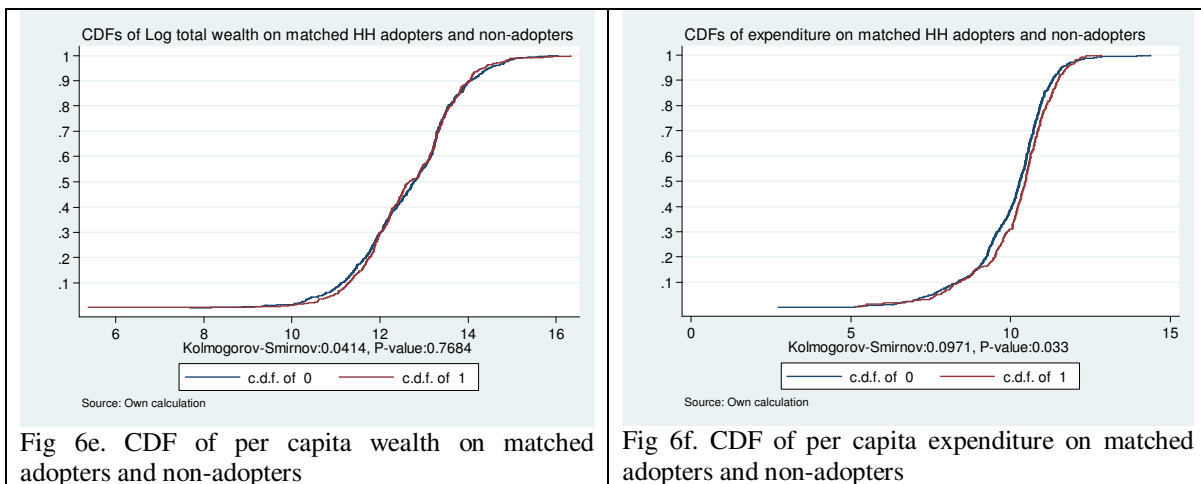 CDFs of Log total wealth on matched HH adopters and non-adopters
1
.9
.8
.7
.6
.5
.4
.3
.2
.1
6 8 10 12 14 16
Kolmogorov-Smirnov:0.0414, P-value:0.7684
c.d.f. of 0 c.d.f. of 1
Source: Own calculation
Fig 6e. CDF of per capita wealth on matched
adopters and non-adopters
CDFs of expenditure on matched HH adopters and non-adopters
1
.9
.8
.7
.6
.5
.4
.3
.2
.1
0 5 10 15
Kolmogorov-Smirnov:0.0971, P-value:0.033
c.d.f. of 0 c.d.f. of 1
Source: Own calculation
Fig 6f. CDF of per capita expenditure on matched
adopters and non-adopters